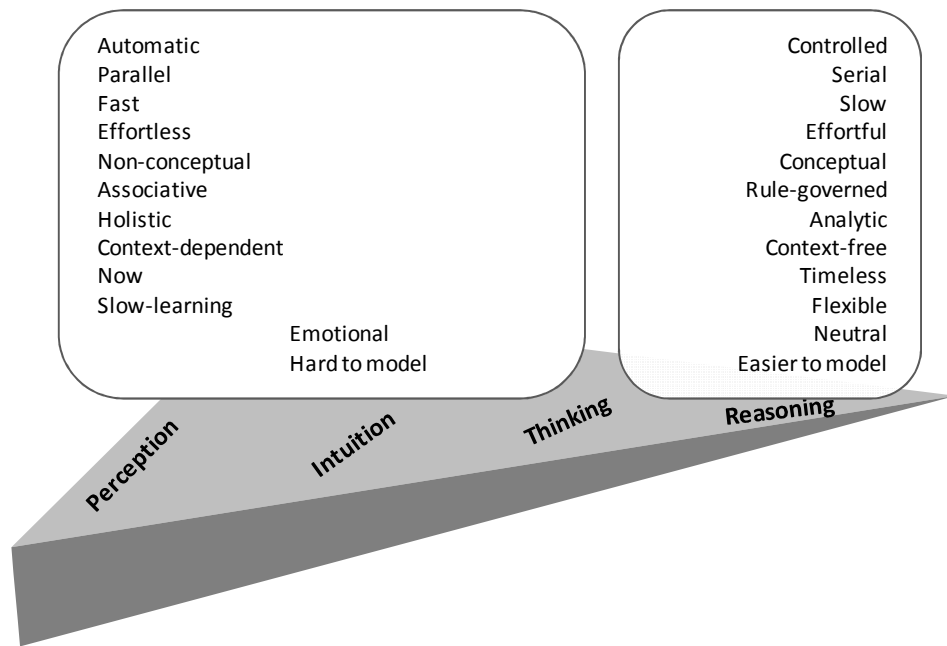 Automatic
Parallel
Fast
Effortless
Non-conceptual
Associative
Holistic
Context-dependent
Now
Slow-learning
Emotional
Hard to model
Controlled
Serial
Slow
Effortful
Conceptual
Rule-governed
Analytic
Context-free
Timeless
Flexible
Neutral
Easier to model
Perception
Intuition
Thinking
Reasoning